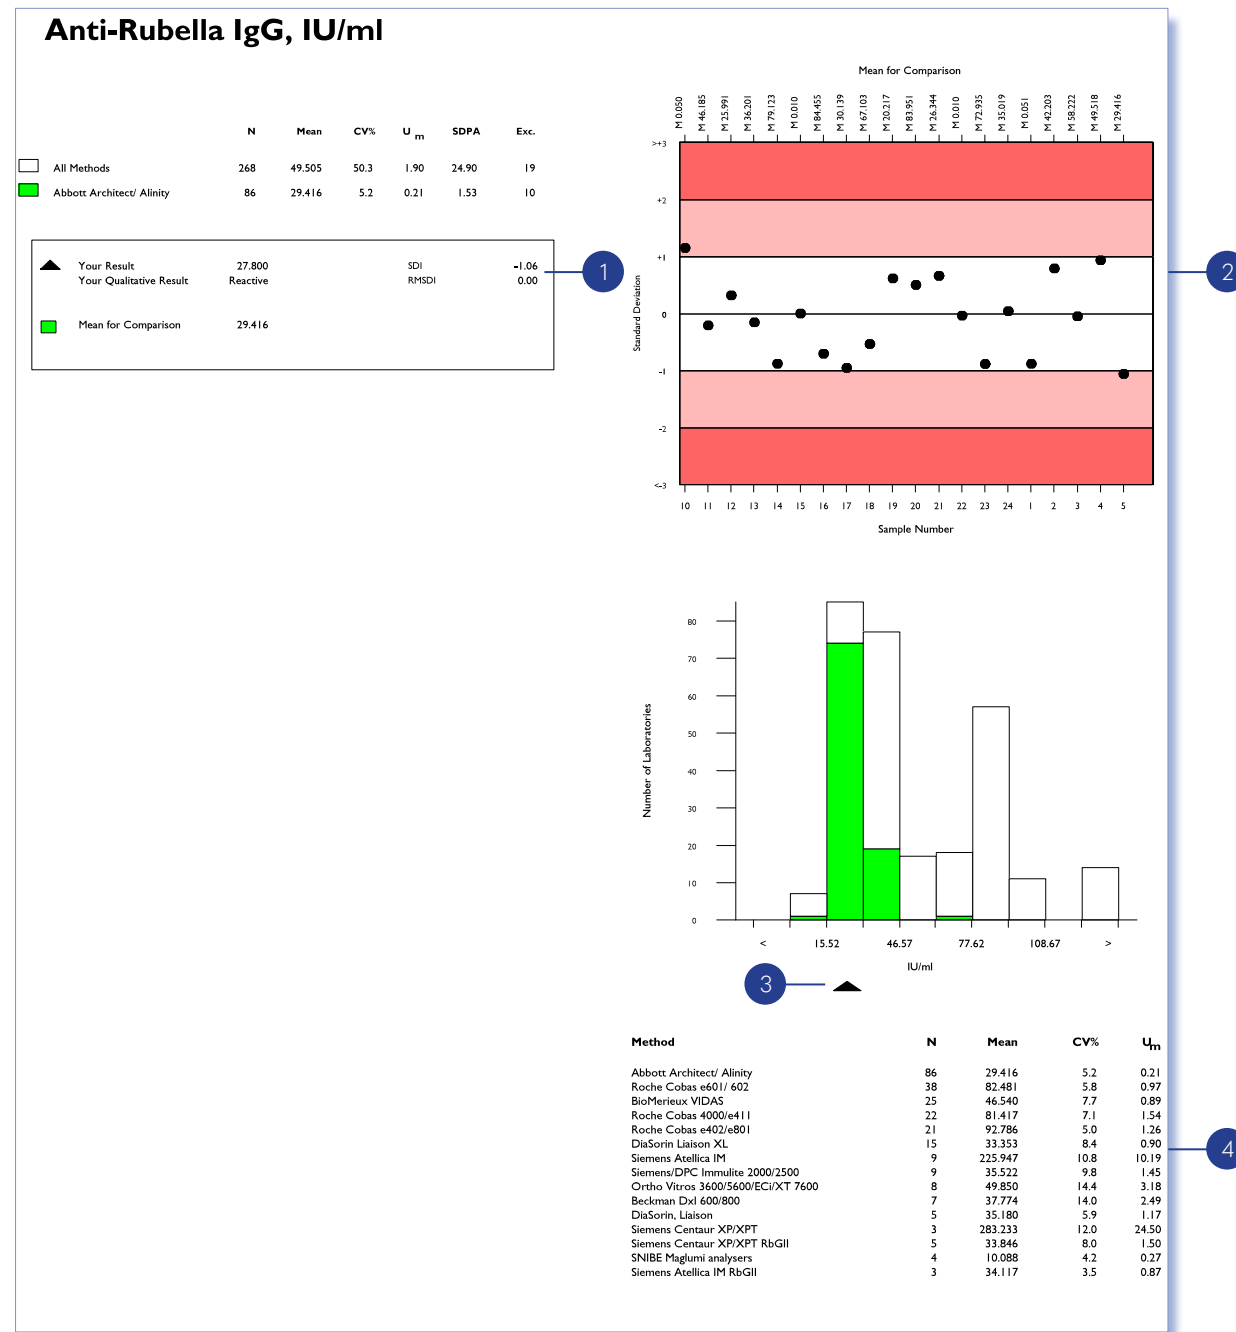 Anti-Rubella IgG, IU/ml
N Mean CV% U m SDPA Exc.
All Methods 268 49.505 50.3 1.90 24.90 19
Abbott Architect/ Alinity 86 29.416 5.2 0.21 1.53 10
Your Result 27.800 SDI -1.06
Your Qualitative Result Reactive RMSDI 0.00
Mean for Comparison 29.416
1
Mean for Comparison
M 0.050 M 46.185 M 25.991 M 36.201 M 79.123 M 0.010 M 84.455 M 30.139 M 67.103 M 20.217 M 83.951 M 26.344 M 0.010 M 72.935 M 35.019 M 0.051 M 42.203 M 58.222 M 49.518 M 29.416
>+3
+2
+1
0
-1
-2
<-3
Standard Deviation
10 11 12 13 14 15 16 17 18 19 20 21 22 23 24 1 2 3 4 5
Sample Number
2
80
70
60
50
40
30
20
10
0
Number of Laboratories
< 15.52 46.57 77.62 108.67 >
IU/ml
3
Method N Mean CV% Um
Abbott Architect/ Alinity 86 29.416 5.2 0.21
Roche Cobas e601/ 602 38 82.481 5.8 0.97
BioMerieux VIDAS 25 46.540 7.7 0.89
Roche Cobas 4000/e411 22 81.417 7.1 1.54
Roche Cobas e402/e801 21 92.786 5.0 1.26
DiaSorin Liaison XL 15 33.353 8.4 0.90
Siemens Atellica IM 9 225.947 10.8 10.19
Siemens/DPC Immulite 2000/2500 9 35.522 9.8 1.45
Ortho Vitros 3600/5600/ECi/XT 7600 8 49.850 14.4 3.18
Beckman DxI 600/800 7 37.774 14.0 2.49
DiaSorin, Liaison 5 35.180 5.9 1.17
Siemens Centaur XP/XPT 3 283.233 12.0 24.50
Siemens Centaur XP/XPT RbGII 5 33.846 8.0 1.50
SNIBE Maglumi analysers 4 10.088 4.2 0.27
Siemens Atellica IM RbGII 3 34.117 3.5 0.87
4